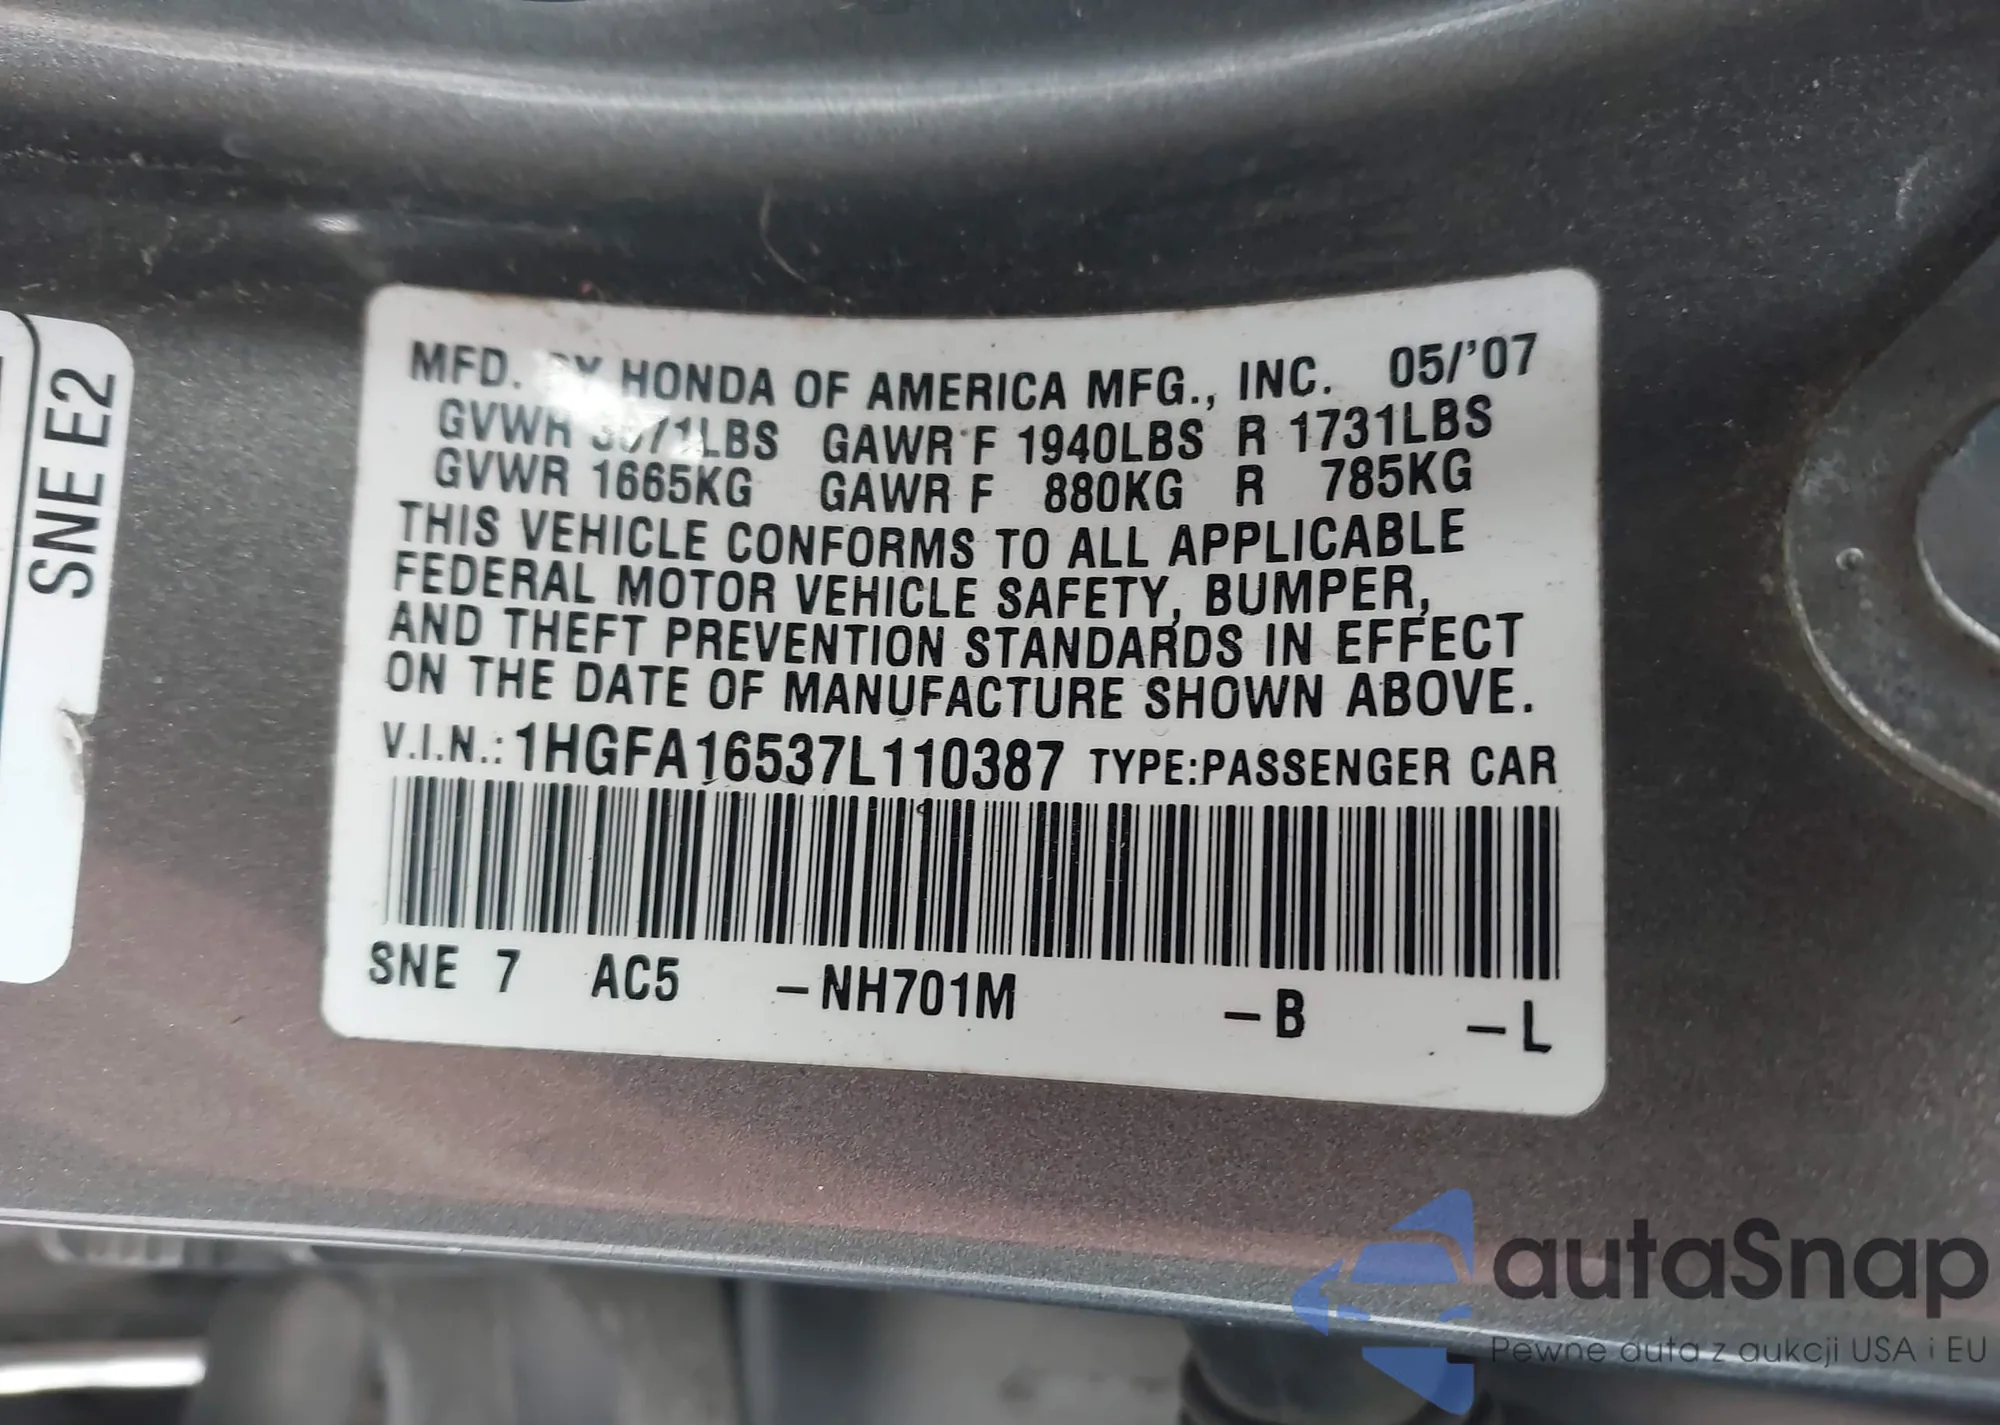 SNE E2
MFD. BY HONDA OF AMERICA MFG., INC. 05/'07
GVWR 3671LBS GAWR F 1940LBS R 1731LBS
GVWR 1665KG GAWR F 880KG R 785KG
THIS VEHICLE CONFORMS TO ALL APPLICABLE
FEDERAL MOTOR VEHICLE SAFETY, BUMPER,
AND THEFT PREVENTION STANDARDS IN EFFECT
ON THE DATE OF MANUFACTURE SHOWN ABOVE.
V.I.N.: 1HGFA16537L110387 TYPE:PASSENGER CAR
SNE 7 AC5 -NH701M -B -L
autaSnap
Pewne auta z aukcji USA i EU